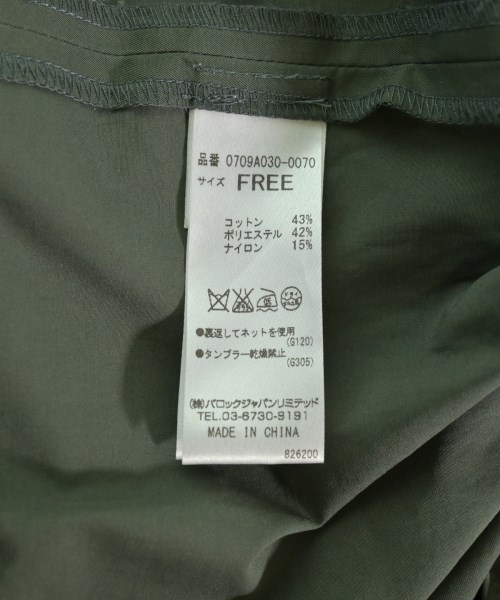 品番 0709A030-0070
サイズ FREE
コットン 43%
ポリエステル 42%
ナイロン 15%
●裏返してネットを使用
(G120)
●タンブラー乾燥禁止
(G305)
(株)バロックジャパンリミテッド
TEL.03-6730-9191
MADE IN CHINA
826200